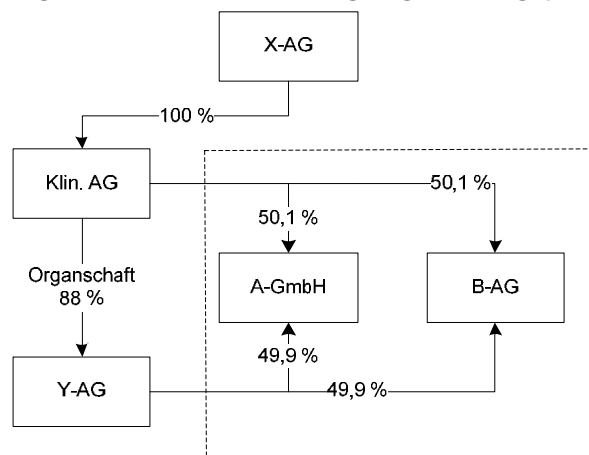 X-AG
100 %
Klin. AG
50,1 %
50,1 %
Organschaft
88 %
A-GmbH
B-AG
49,9 %
Y-AG
49,9 %